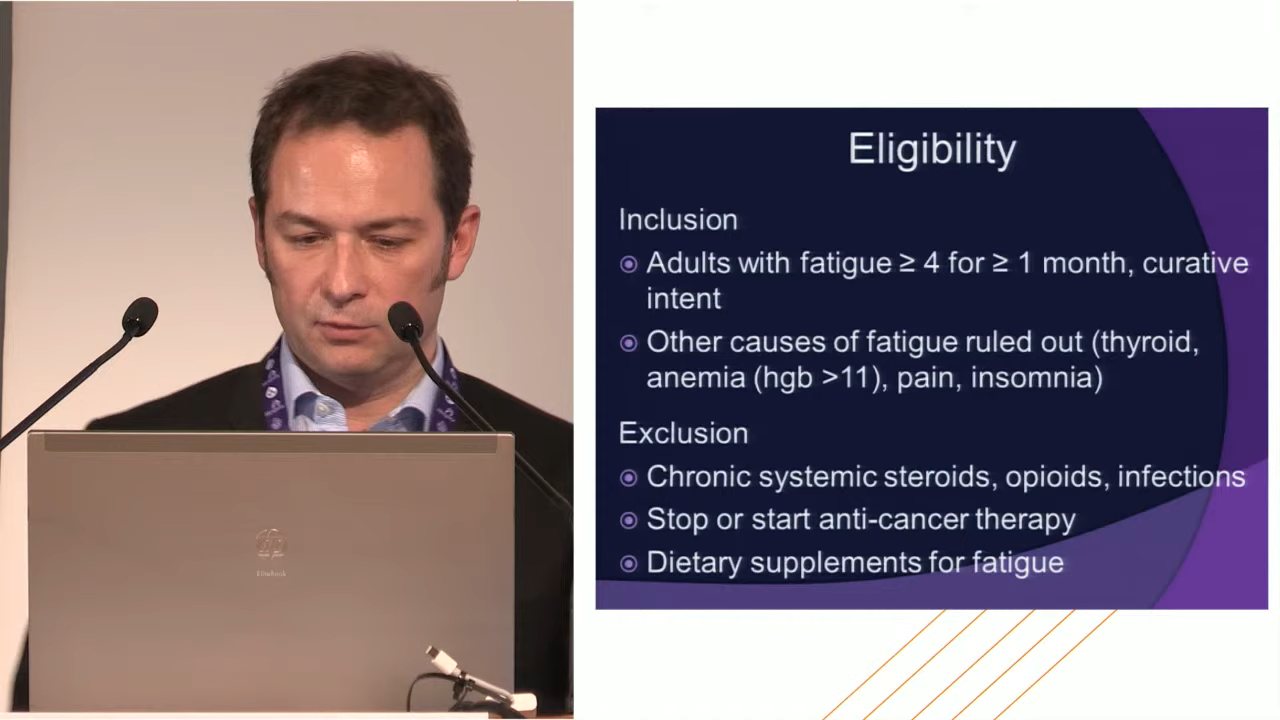 Eligibility
Inclusion
Adults with fatigue ≥ 4 for ≥ 1 month, curative
intent
Other causes of fatigue ruled out (thyroid,
anemia (hgb >11), pain, insomnia)
Exclusion
Chronic systemic steroids, opioids, infections
Stop or start anti-cancer therapy
Dietary supplements for fatigue
hp
EliteBook